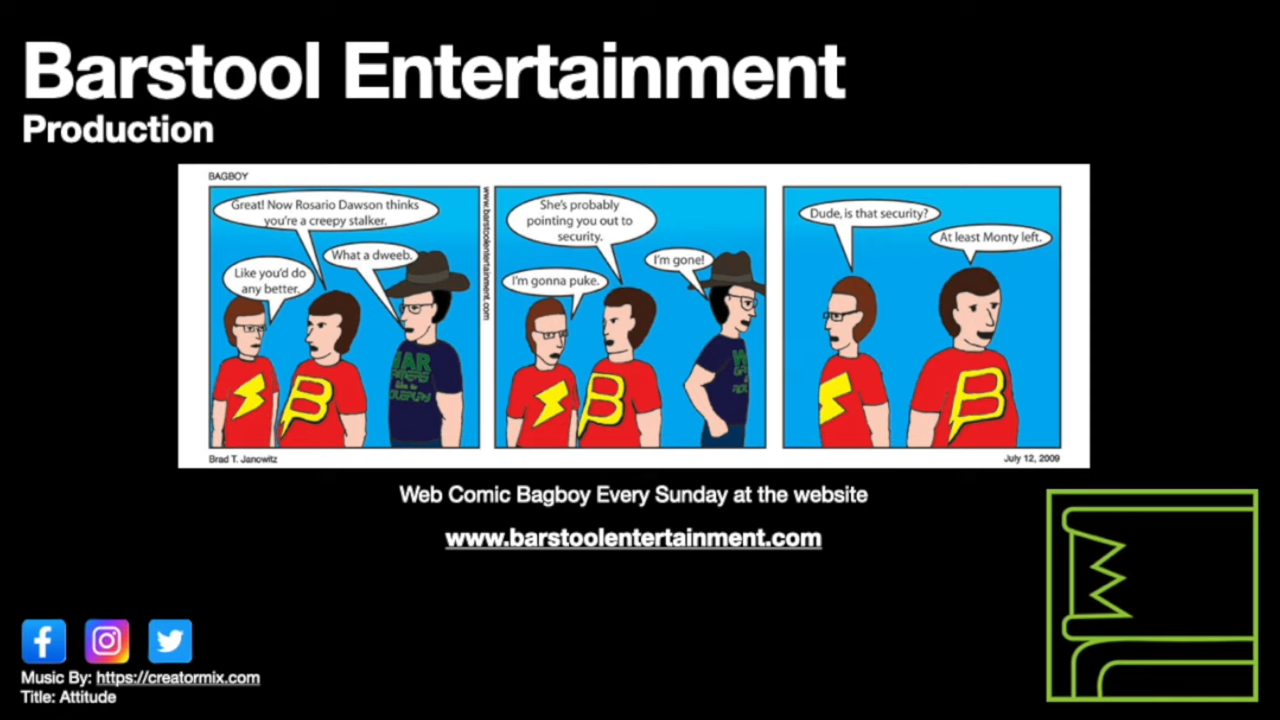 Barstool Entertainment
Production
BAGBOY
Great! Now Rosario Dawson thinks
you're a creepy stalker.
What a dweeb.
Like you'd do
any better.
www.barstoolentertainment.com
She's probably
pointing you out to
security.
I'm gone!
I'm gonna puke.
Dude, is that security?
At least Monty left.
B
WAR
B
B
Brad T. Janowitz
July 12, 2009
Web Comic Bagboy Every Sunday at the website
www.barstoolentertainment.com
Music By: https://creatormix.com
Title: Attitude